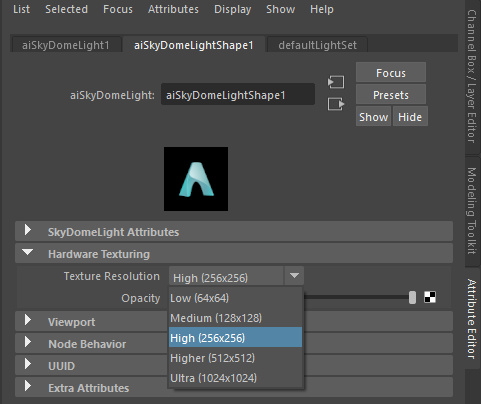 List Selected Focus Attributes Display Show Help
aiSkyDomeLight1 aiSkyDomeLightShape1 defaultLightSet
Focus
aiSkyDomeLight: aiSkyDomeLightShape1 Presets
Show Hide
SkyDomeLight Attributes
Hardware Texturing
Texture Resolution High (256x256)
Opacity Low (64x64)
Medium (128x128)
Viewport
High (256x256)
Node Behavior
Higher (512x512)
UUID
Ultra (1024x1024)
Extra Attributes
Channel Box / Layer Editor
Modeling Toolkit
Attribute Editor